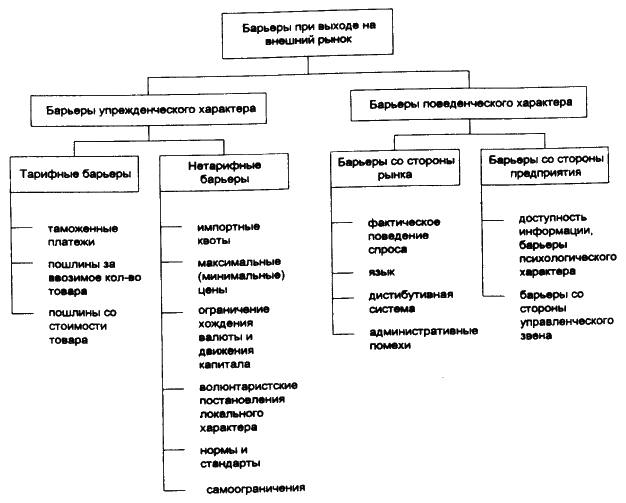 Барьеры при выходе на
внешний рынок
Барьеры упрежденческого характера
Барьеры поведенческого характера
Тарифные барьеры
Нетарифные
барьеры
Барьеры со стороны
рынка
Барьеры со стороны
предприятия
таможенные
платежи
пошлины за
ввозимое кол-во
товара
пошлины со
стоимости
товара
импортные
квоты
максимальные
(минимальные)
цены
ограничение
хождения
валюты и
движения
капитала
волюнтаристские
постановления
локального
характера
нормы и
стандарты
самоограничения
фактическое
поведение
спроса
язык
дистибутивная
система
административные
помехи
доступность
информации,
барьеры
психологического
характера
барьеры со
стороны
управленческого
звена